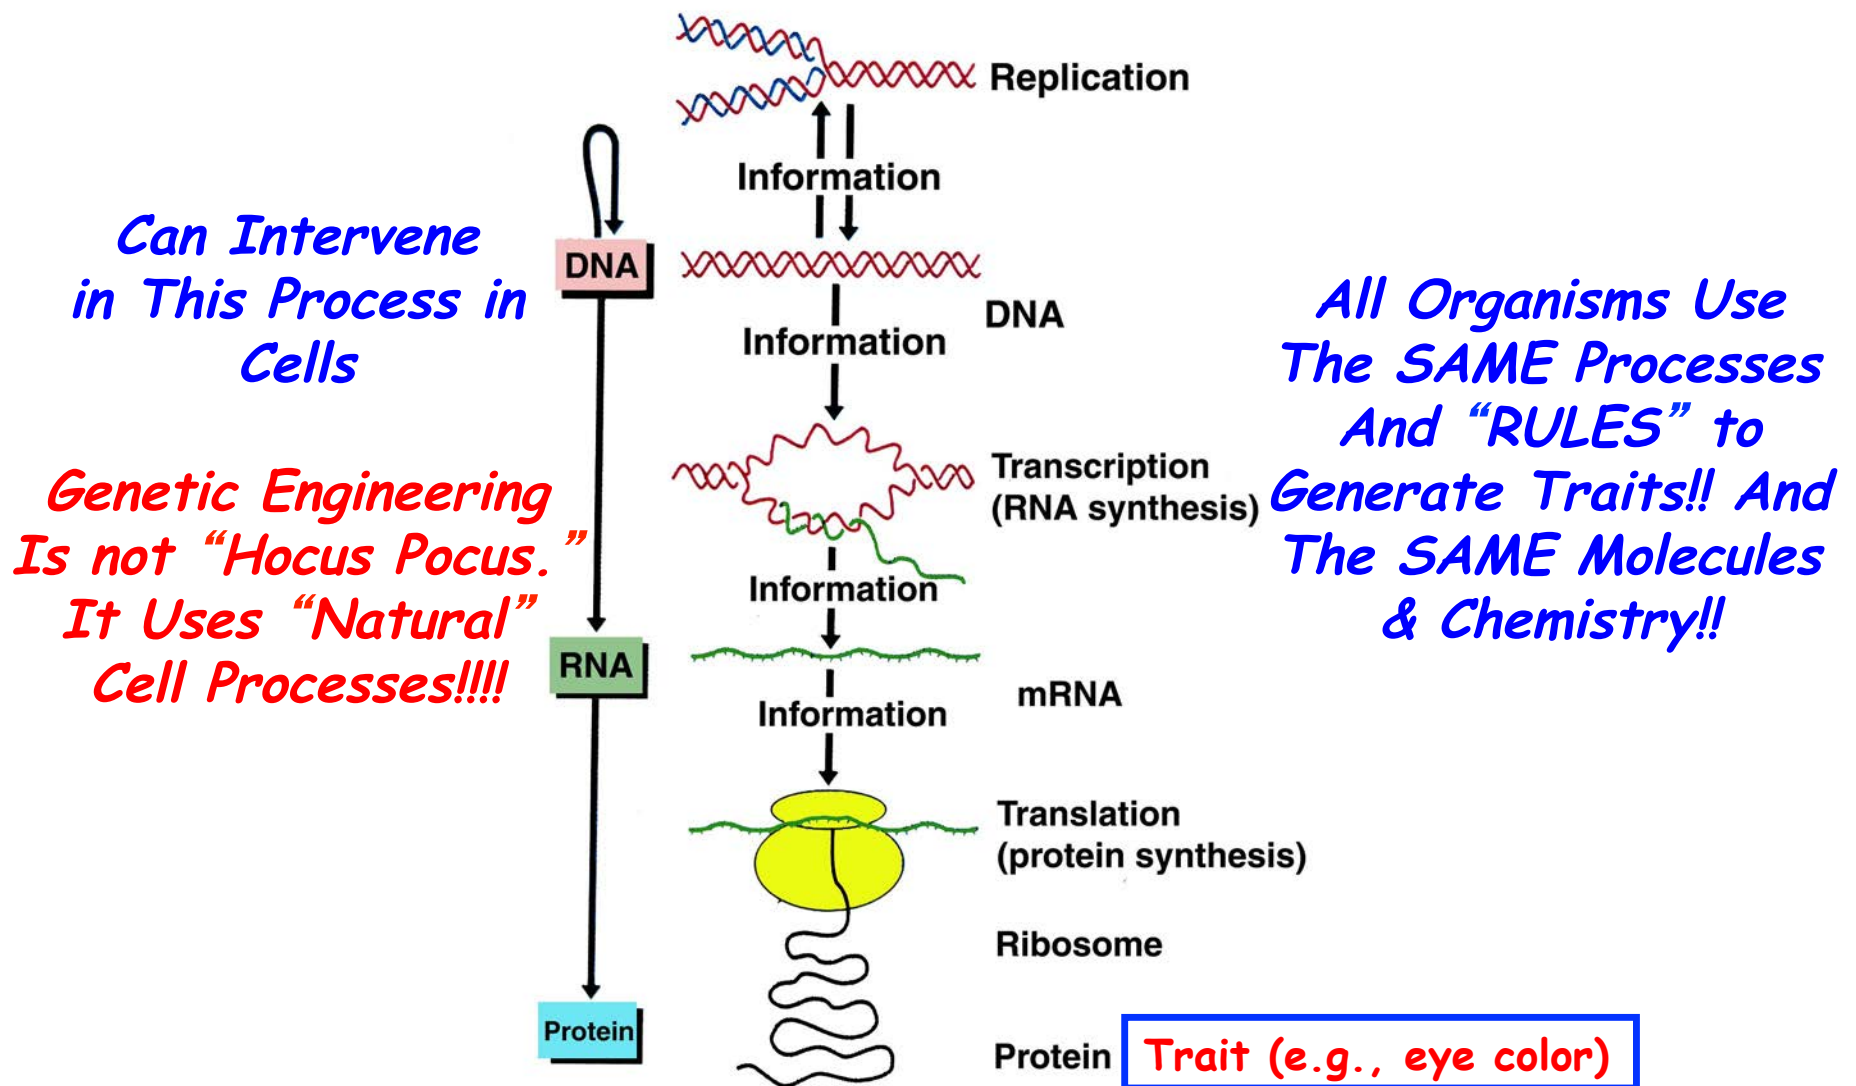 Can Intervene
in This Process in
Cells
Genetic Engineering
Is not “Hocus Pocus.”
It Uses “Natural”
Cell Processes!!!!
DNA
RNA
Protein
Replication
Information
DNA
Information
Transcription
(RNA synthesis)
Information
mRNA
Information
Translation
(protein synthesis)
Ribosome
Protein
Trait (e.g., eye color)
All Organisms Use
The SAME Processes
And “RULES” to
Generate Traits!! And
The SAME Molecules
& Chemistry!!